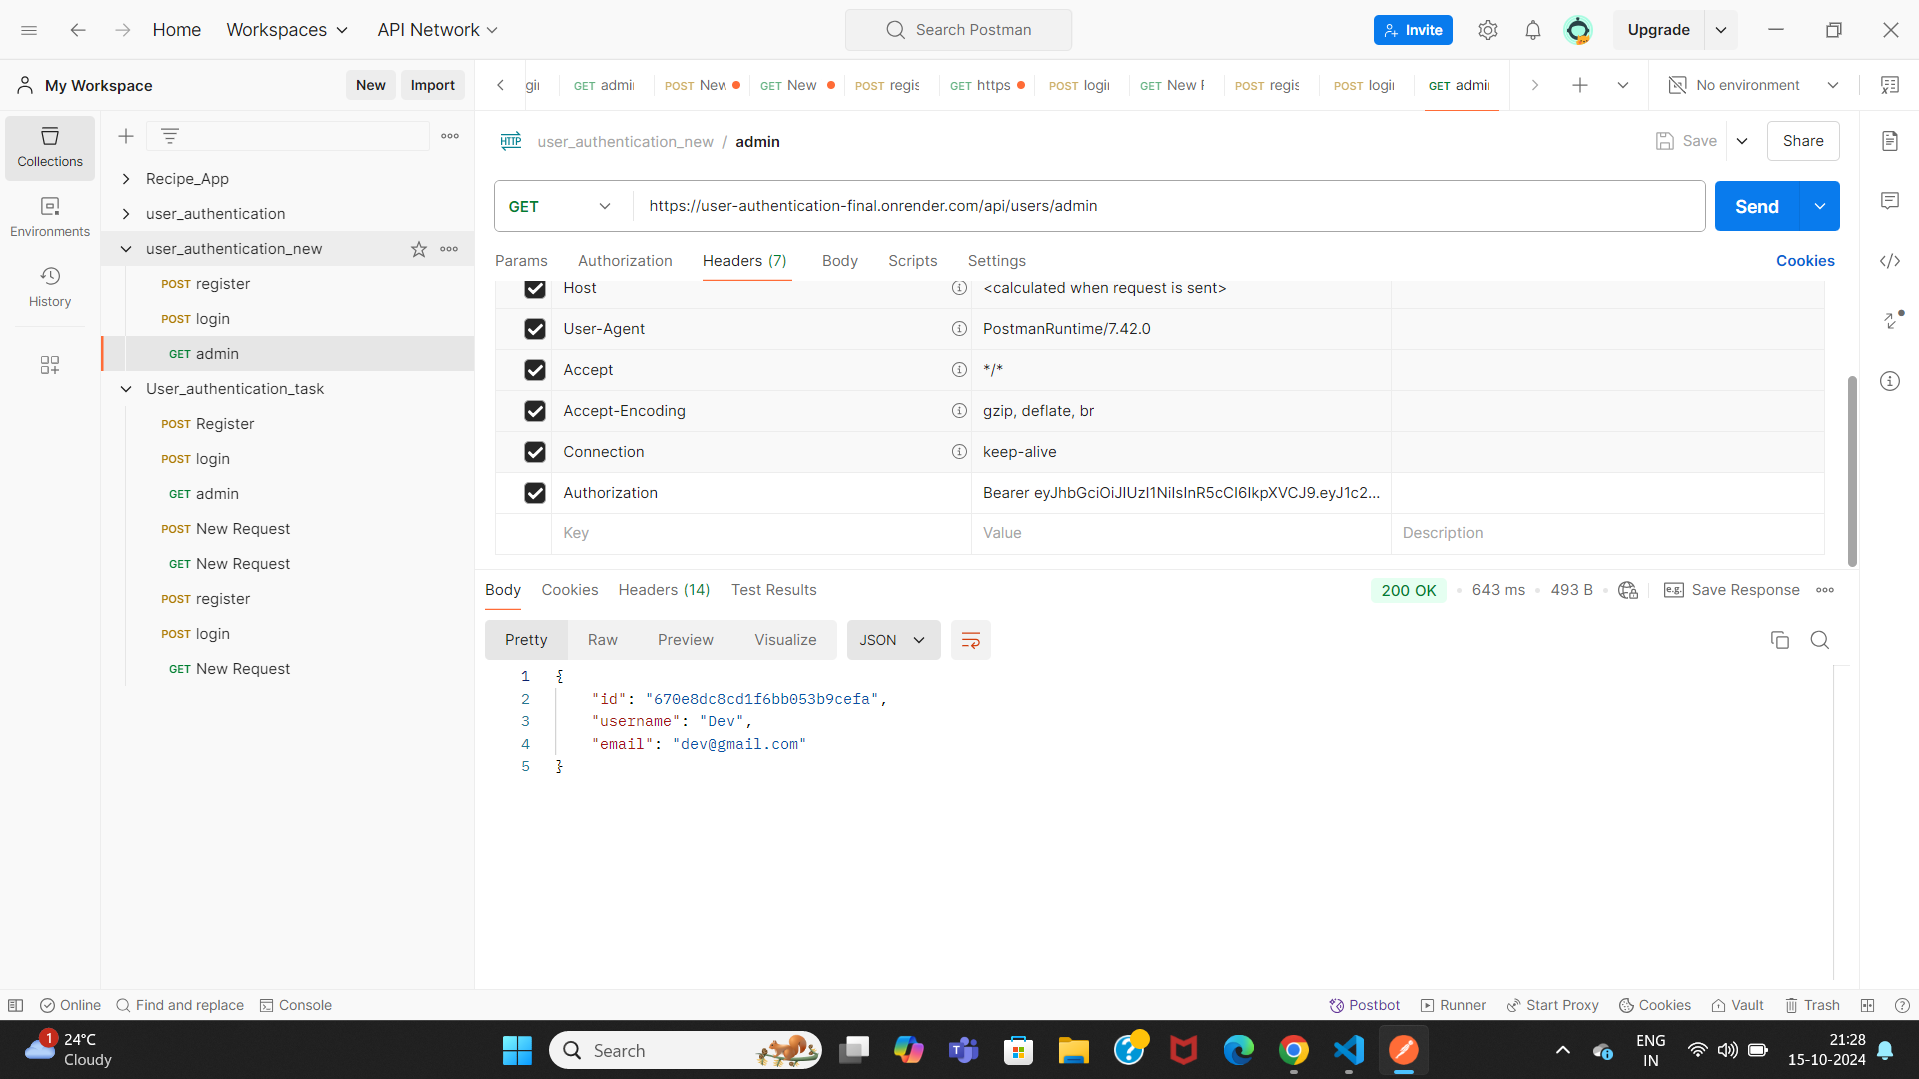 Home
Workspaces
API Network
Search Postman
Invite
Upgrade
My Workspace
New
Import
GET admi
POST New
GET New
POST regis
GET https
POST logi
GET New F
POST regis
POST logi
GET admi
No environment
Collections
Environments
History
Recipe_App
user_authentication
user_authentication_new
POST register
POST login
GET admin
User_authentication_task
POST Register
POST login
GET admin
POST New Request
GET New Request
POST register
POST login
GET New Request
HTTP user_authentication_new / admin
Save
Share
GET
https://user-authentication-final.onrender.com/api/users/admin
Send
Params
Authorization
Headers (7)
Body
Scripts
Settings
Cookies
Host <calculated when request is sent>
User-Agent PostmanRuntime/7.42.0
Accept */*
Accept-Encoding gzip, deflate, br
Connection keep-alive
Authorization Bearer eyJhbGciOiJIUzI1NiIsInR5cCI6IkpXVCJ9.eyJ1c2...
Key Value Description
Body
Cookies
Headers (14)
Test Results
200 OK
643 ms
493 B
e.g. Save Response
Pretty
Raw
Preview
Visualize
JSON
1 {
2 "id": "670e8dc8cd1f6bb053b9cefa",
3 "username": "Dev",
4 "email": "dev@gmail.com"
5 }
Online
Find and replace
Console
Postbot
Runner
Start Proxy
Cookies
Vault
Trash
1
24°C
Cloudy
Search
ENG
IN
21:28
15-10-2024